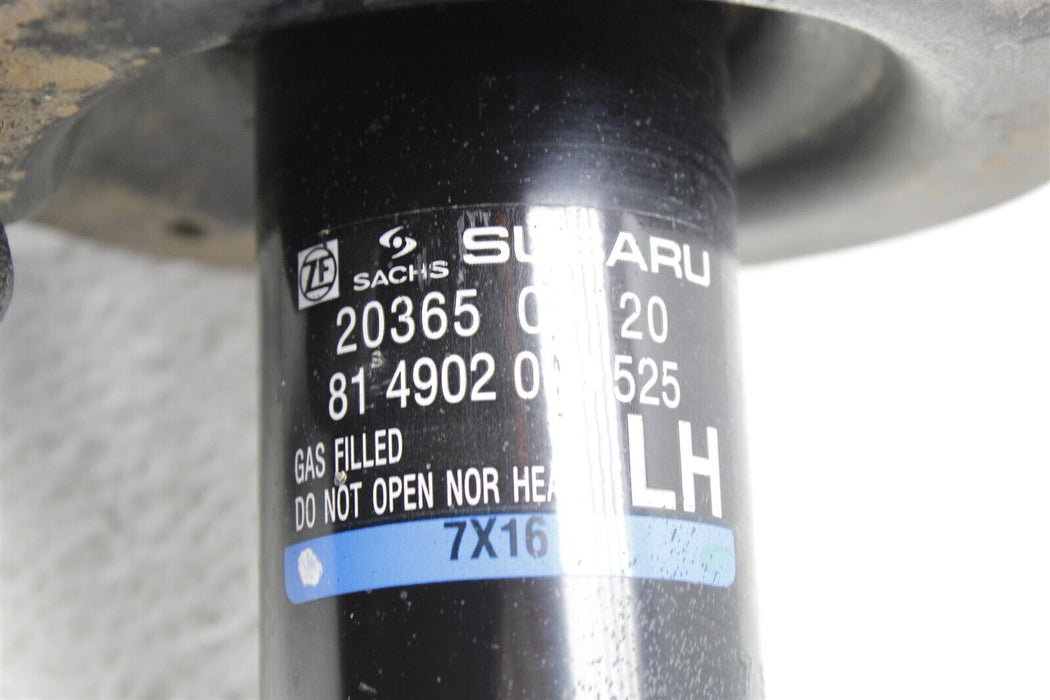 ZF SACHS SUBARU
20365 20
81 4902 525
GAS FILLED
DO NOT OPEN NOR
LH
7X16